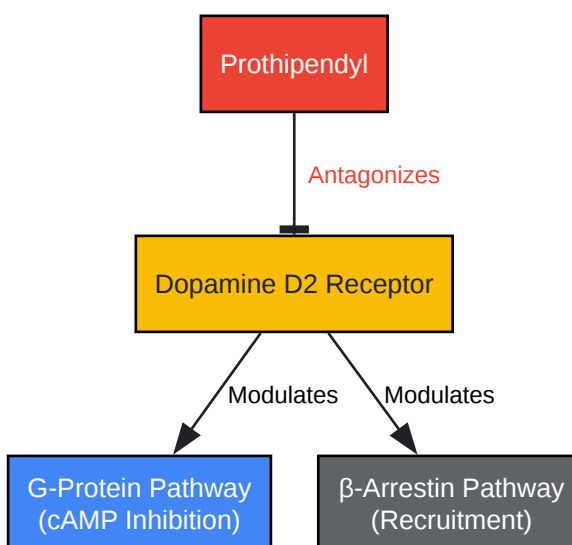 Prothipendyl
Antagonizes
Dopamine D2 Receptor
Modulates
Modulates
G-Protein Pathway
(cAMP Inhibition)
β-Arrestin Pathway
(Recruitment)